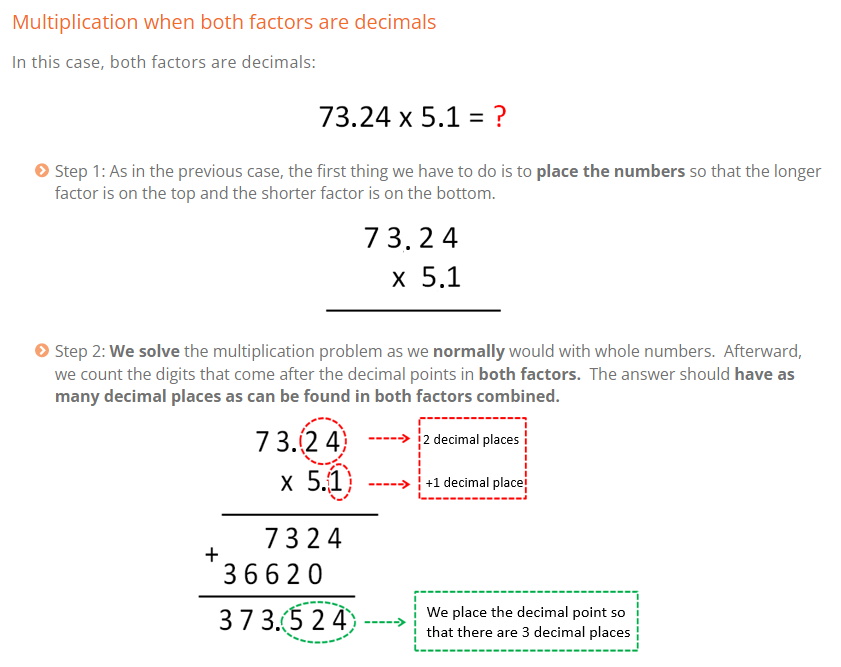 Multiplication when both factors are decimals
In this case, both factors are decimals:
73.24 x 5.1 = ?
Step 1: As in the previous case, the first thing we have to do is to place the numbers so that the longer
factor is on the top and the shorter factor is on the bottom.
73.24
x 5.1
Step 2: We solve the multiplication problem as we normally would with whole numbers.  Afterward,
we count the digits that come after the decimal points in both factors.  The answer should have as
many decimal places as can be found in both factors combined.
73.24
2 decimal places
x 5.1
+1 decimal place
7324
+
36620
373.524
We place the decimal point so
that there are 3 decimal places